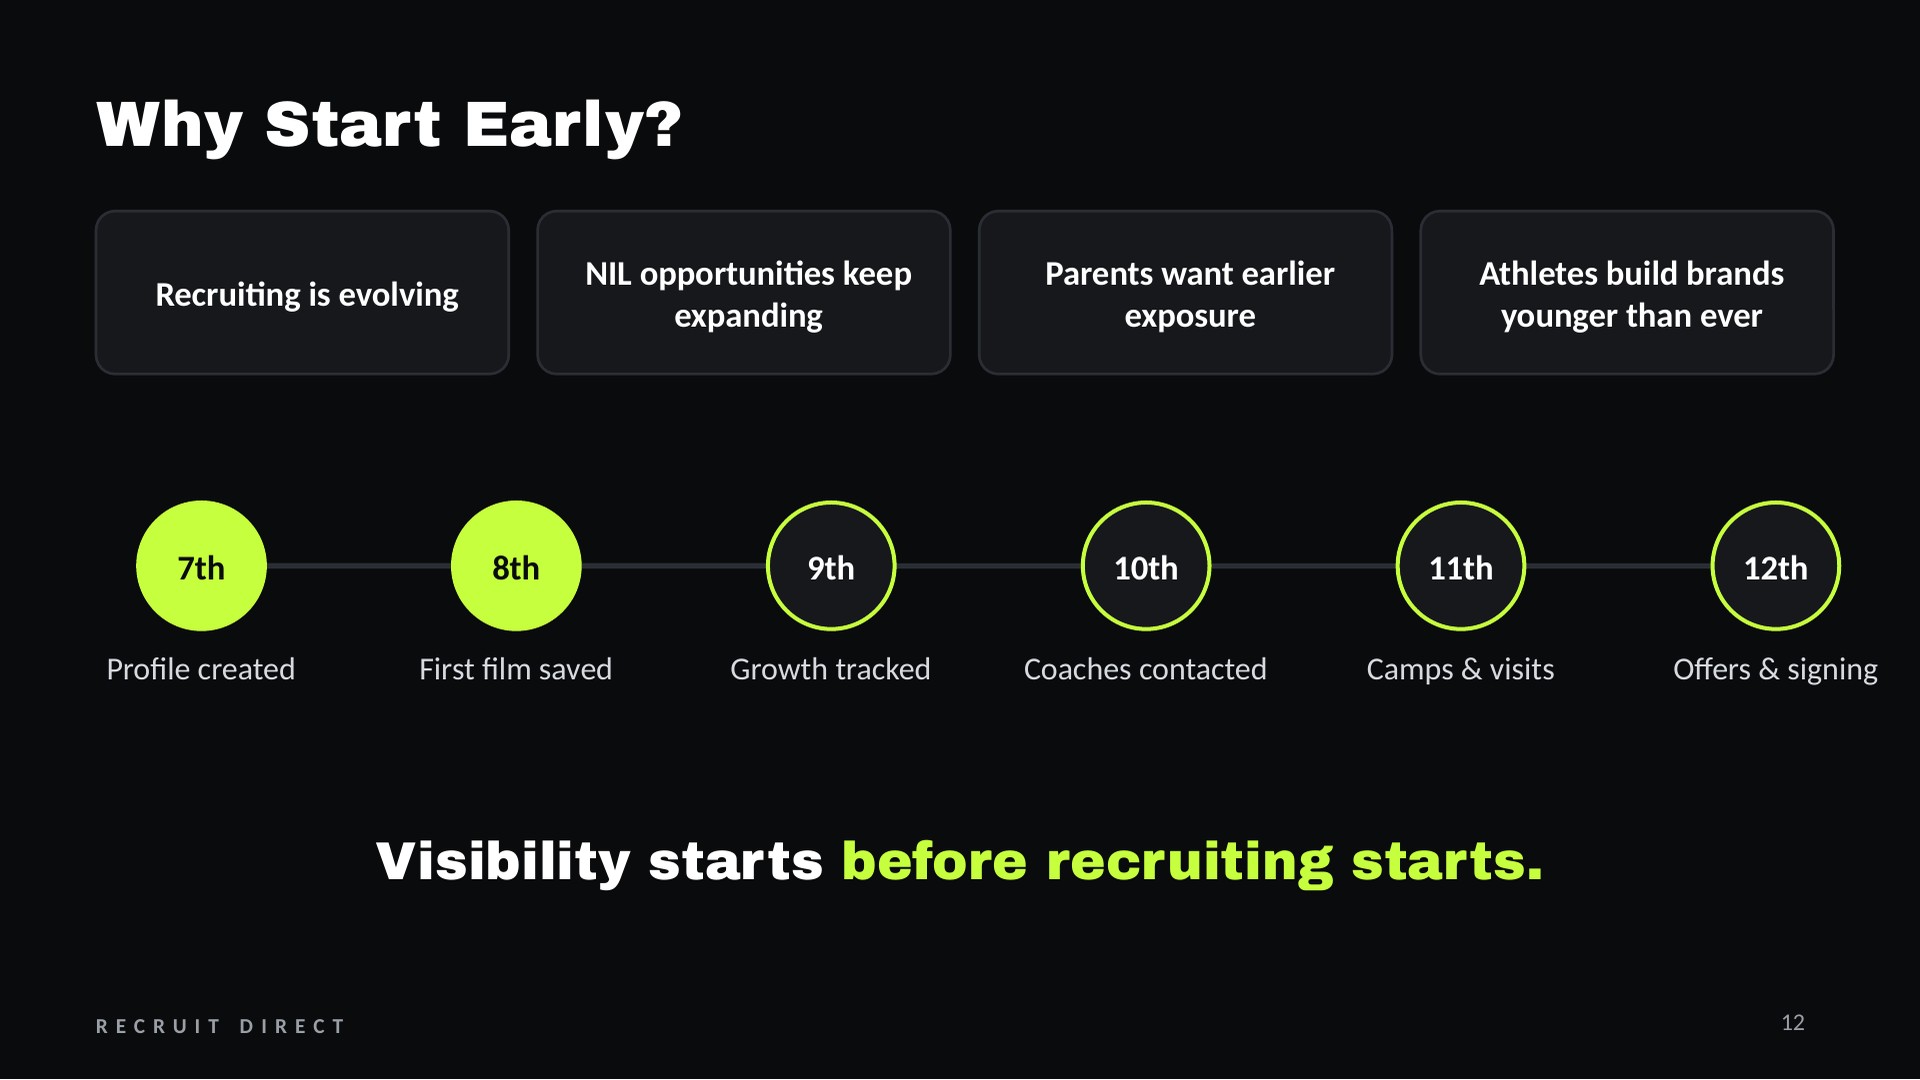 Why Start Early?
Recruiting is evolving
NIL opportunities keep
expanding
Parents want earlier
exposure
Athletes build brands
younger than ever
7th
8th
9th
10th
11th
12th
Profile created
First film saved
Growth tracked
Coaches contacted
Camps & visits
Offers & signing
Visibility starts before recruiting starts.
RECRUIT DIRECT
12